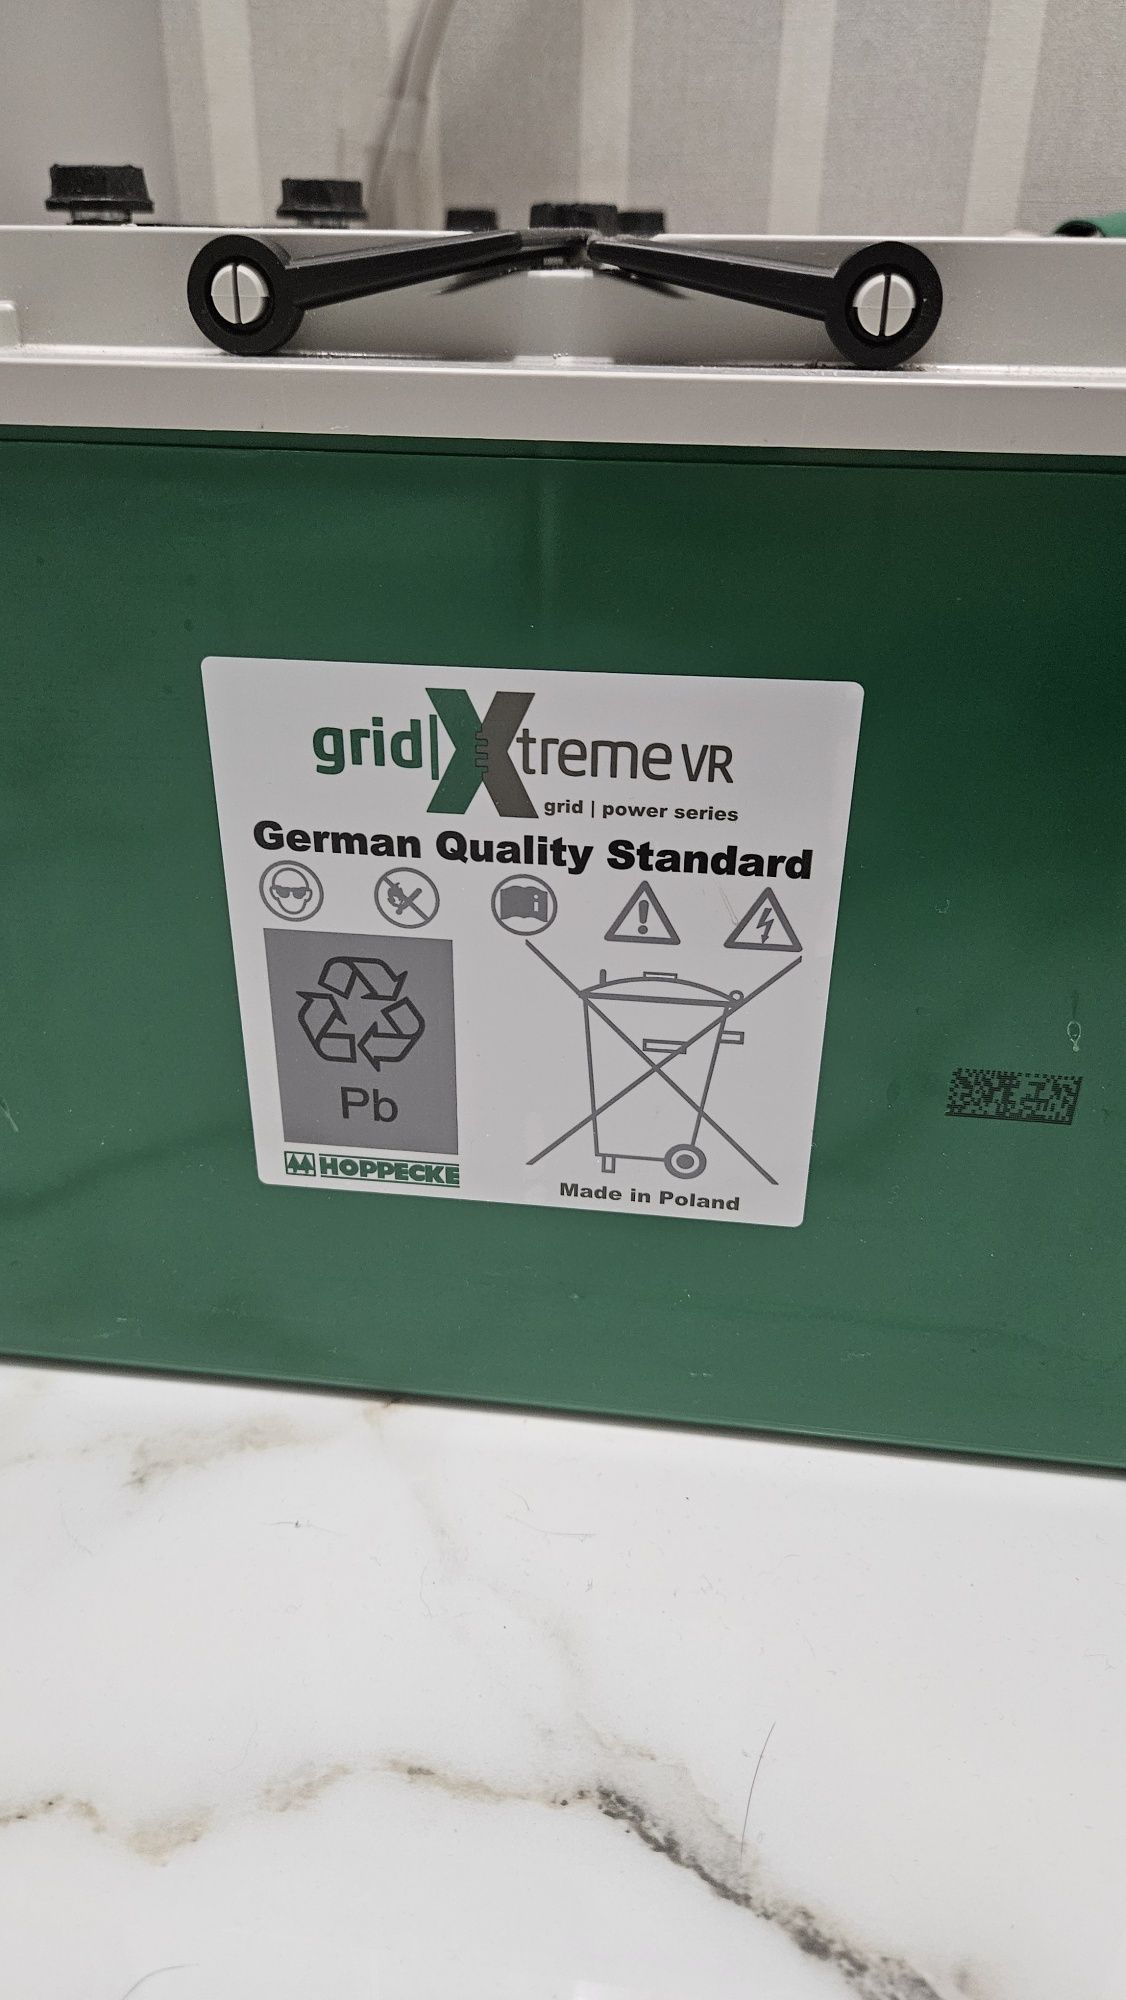 grid|Xtreme VR
grid | power series
German Quality Standard
Pb
HOPPECKE
Made in Poland